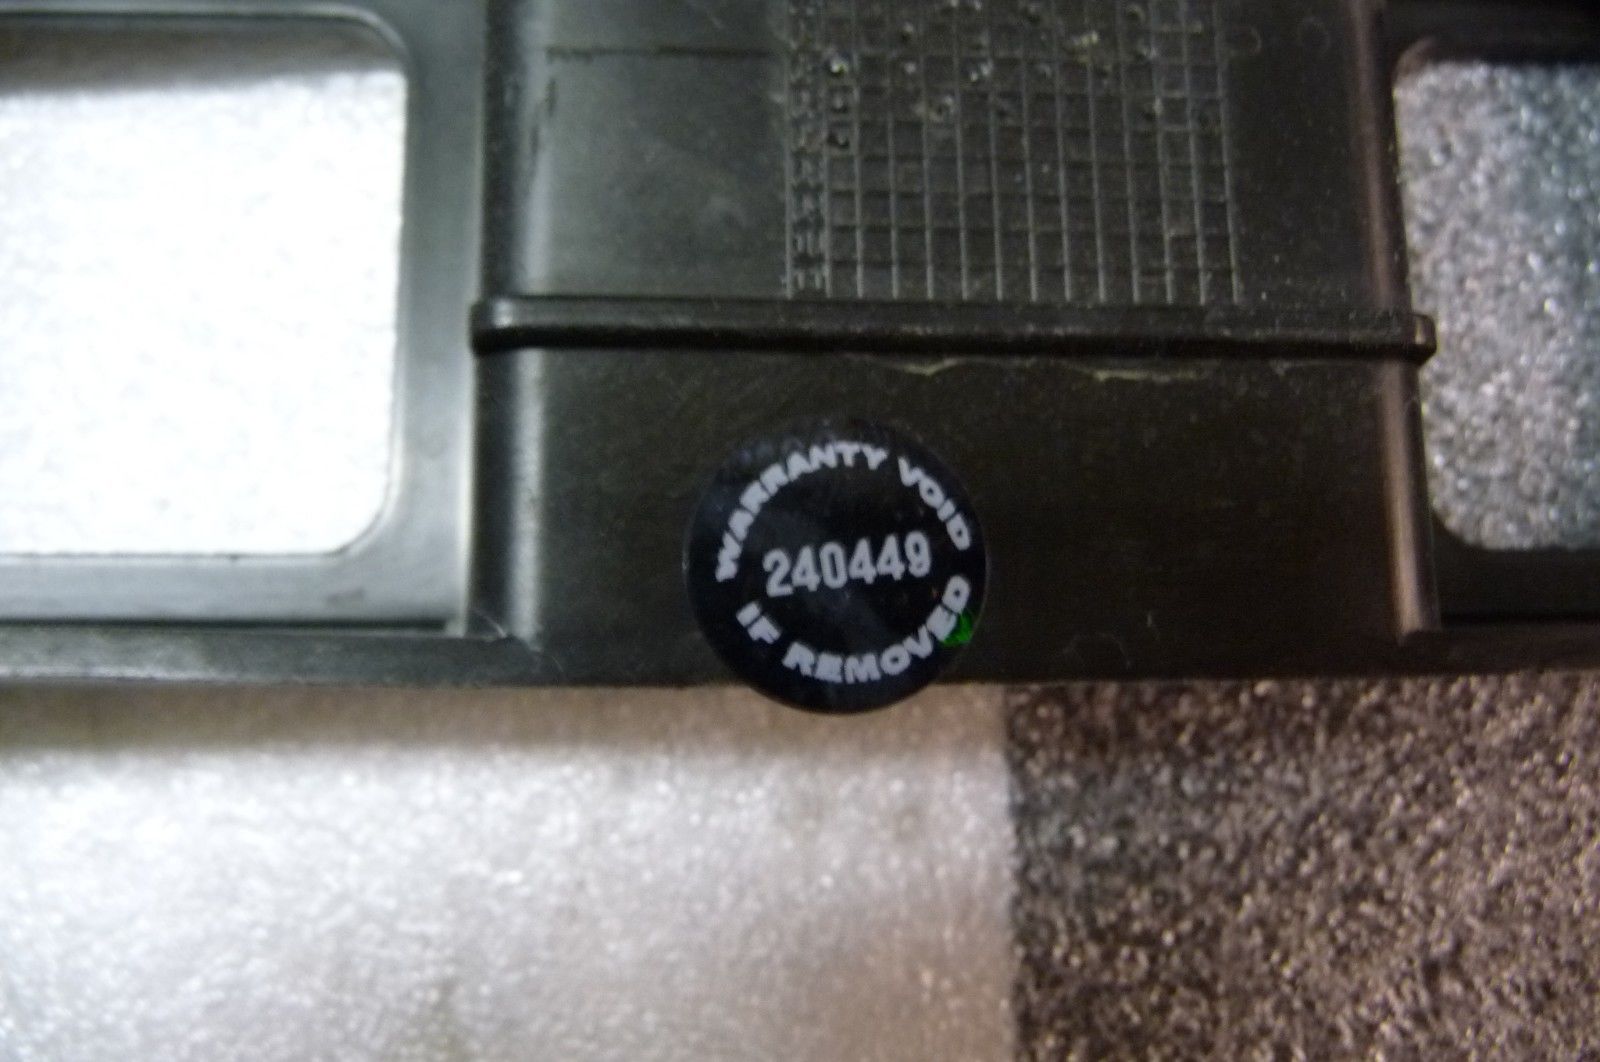 WARRANTY VOID
240449
IF REMOVED